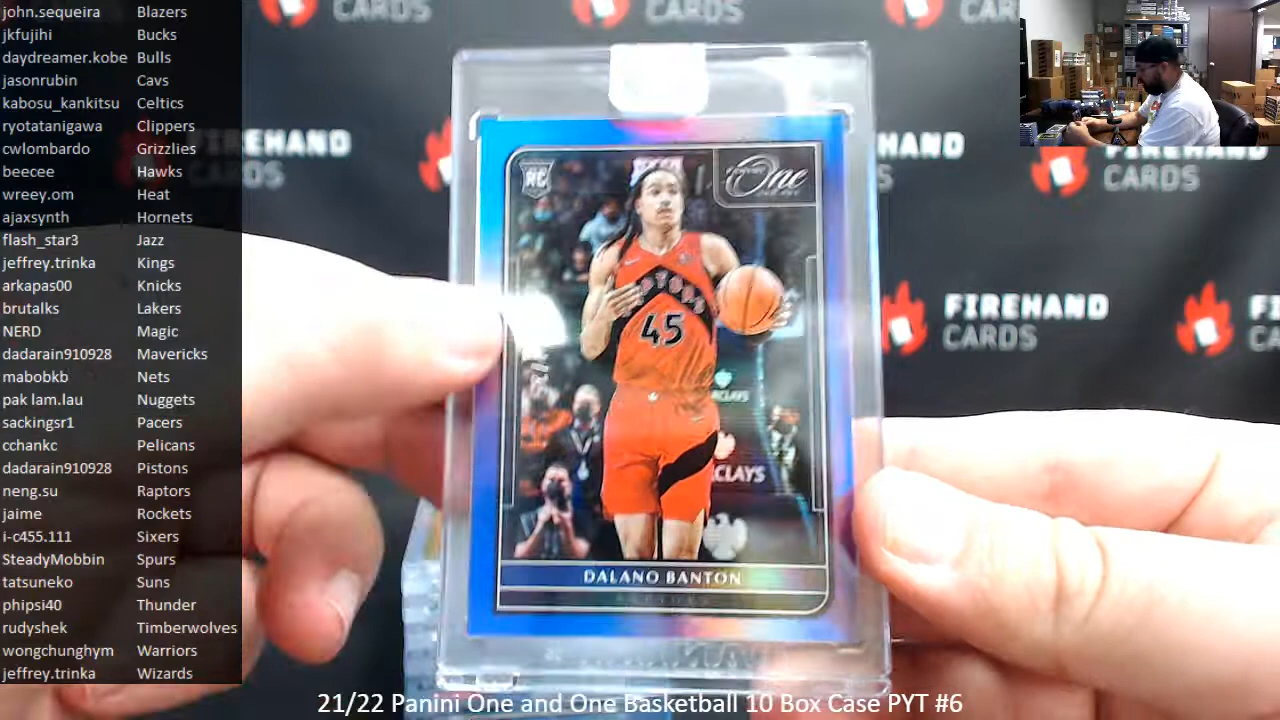 john.sequeira Blazers
jkfujihi Bucks
daydreamer.kobe Bulls
jasonrubin Cavs
kabosu_kankitsu Celtics
ryotatanigawa Clippers
cwlombardo Grizzlies
beecee Hawks
wreey.om Heat
ajaxsynth Hornets
flash_star3 Jazz
jeffrey.trinka Kings
arkapas00 Knicks
brutalks Lakers
NERD Magic
dadarain910928 Mavericks
mabobkb Nets
pak lam.lau Nuggets
sackingsr1 Pacers
cchankc Pelicans
dadarain910928 Pistons
neng.su Raptors
jaime Rockets
i-c455.111 Sixers
SteadyMobbin Spurs
tatsuneko Suns
phipsi40 Thunder
rudyshek Timberwolves
wongchunghym Warriors
jeffrey.trinka Wizards
CARDS
CARDS
CARDS
FIREHAND
CARDS
HAND
FIREHAND
CARDS
FIREHAND
CARDS
RC
One
45
CLAYS
DALANO BANTON
21/22 Panini One and One Basketball 10 Box Case PYT #6